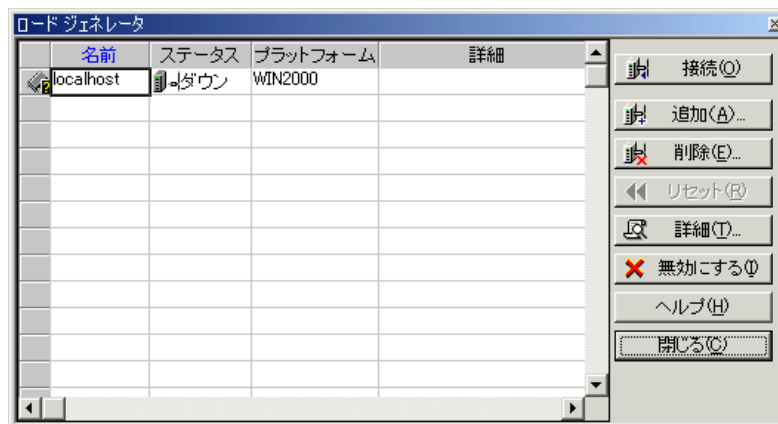 ロード ジェネレータ
名前 ステータス プラットフォーム 詳細
localhost ダウン WIN2000
接続(O)
追加(A)...
削除(E)...
リセット(R)
詳細(T)...
無効にする(I)
ヘルプ(H)
閉じる(C)